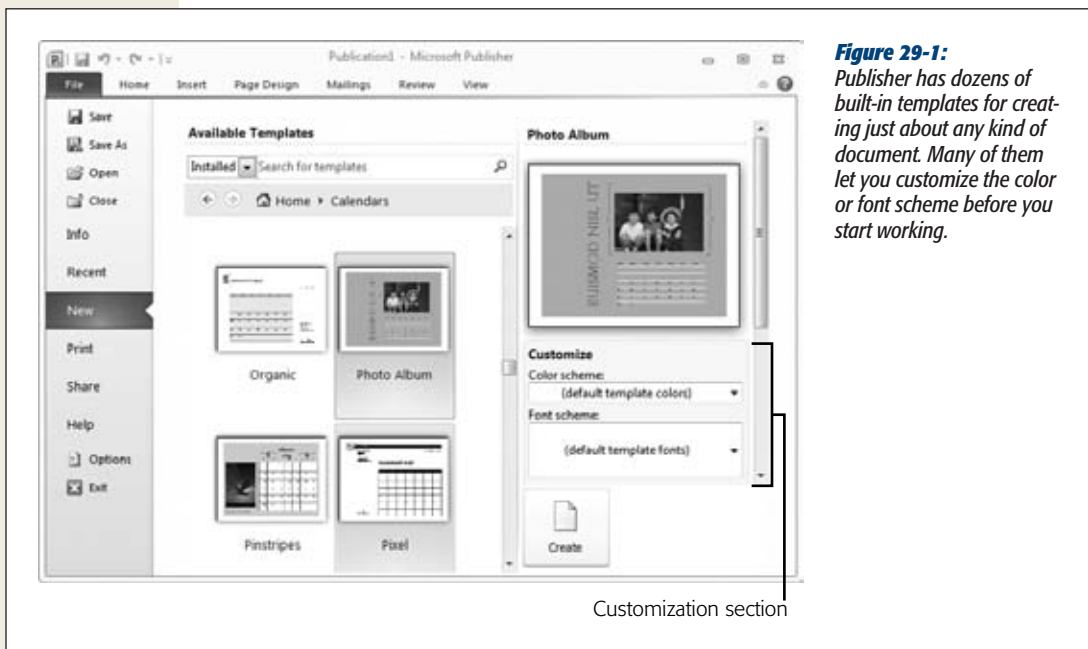 Publication1 - Microsoft Publisher
File Home Insert Page Design Mailings Review View
Save
Save As
Open
Close
Info
Recent
New
Print
Share
Help
Options
Exit
Available Templates
Installed Search for templates
Home Calendars
Organic
Photo Album
Pinstripes
Pixel
Photo Album
EUISMOD NISL UT
Customize
Color scheme:
(default template colors)
Font scheme:
(default template fonts)
Create
Customization section
Figure 29-1:
Publisher has dozens of
built-in templates for creat-
ing just about any kind of
document. Many of them
let you customize the color
or font scheme before you
start working.